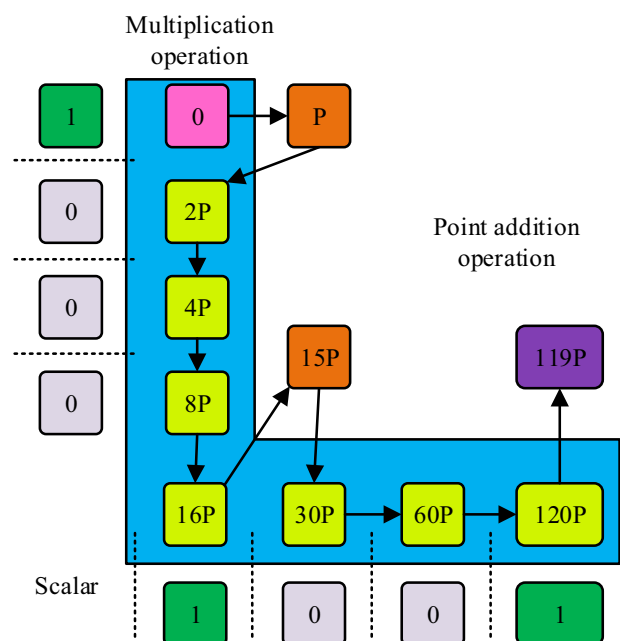 Multiplication
operation
1 0 P
0 2P
Point addition
operation
0 4P
15P 119P
0 8P
16P 30P 60P 120P
Scalar
1 0 0 1